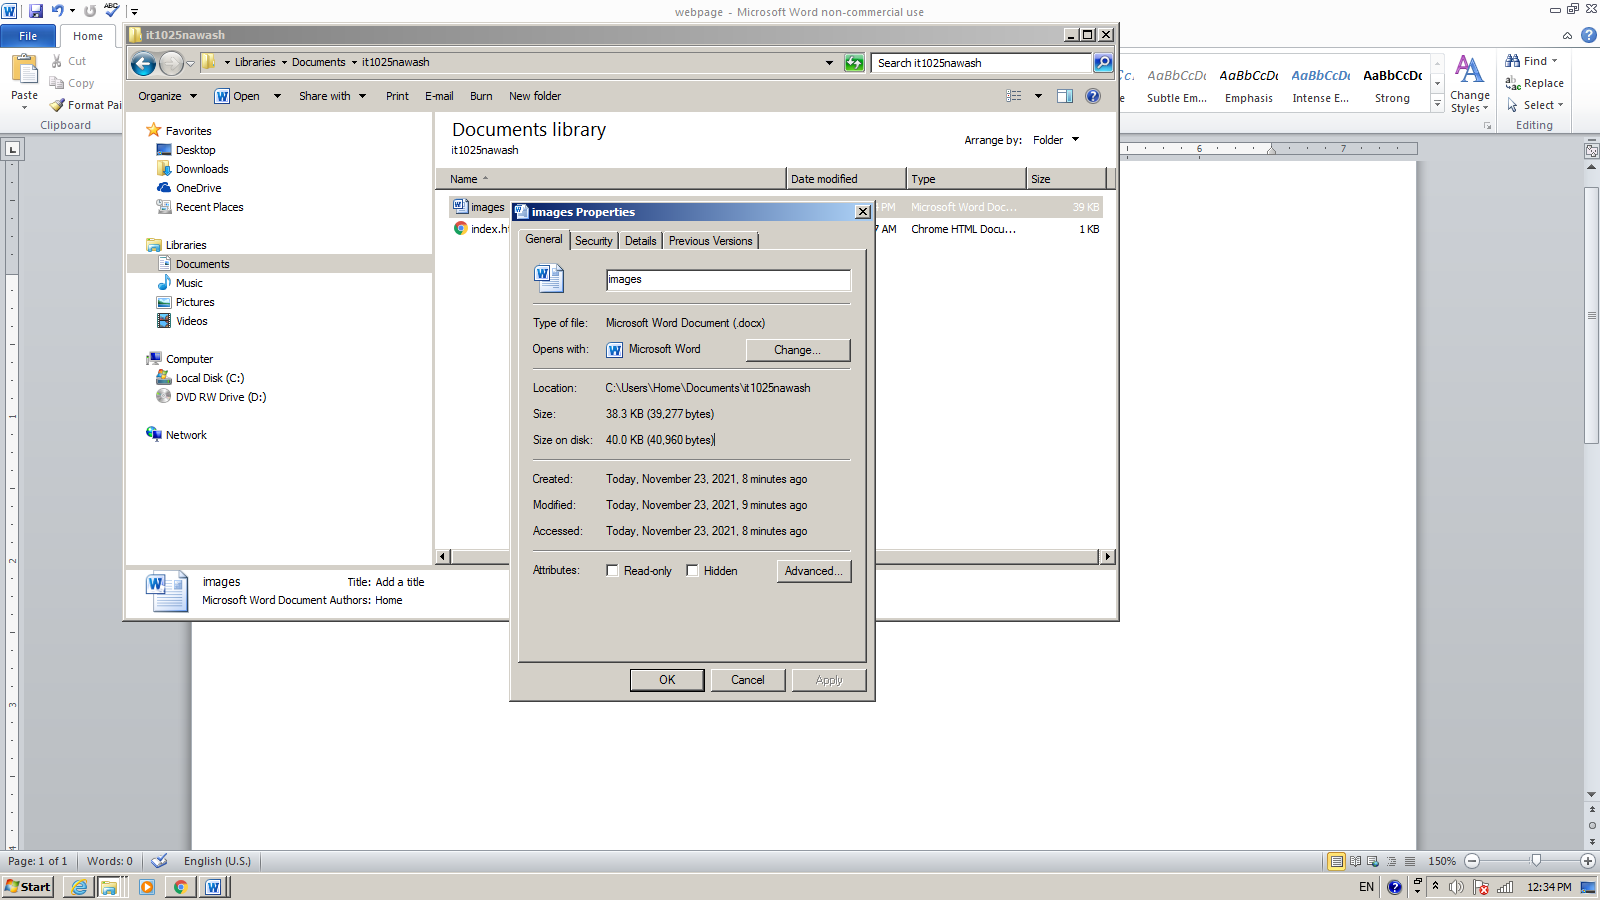 webpage - Microsoft Word non-commercial use
File
Home
Cut
Copy
Format Pai
Paste
Clipboard
it1025nawash
Libraries
Documents
it1025nawash
Search it1025nawash
Organize
Open
Share with
Print
E-mail
Burn
New folder
Favorites
Desktop
Downloads
OneDrive
Recent Places
Libraries
Documents
Music
Pictures
Videos
Computer
Local Disk (C:)
DVD RW Drive (D:)
Network
Documents library
it1025nawash
Arrange by: Folder
Name
Date modified
Type
Size
images
PM
Microsoft Word Doc...
39 KB
index.h
7 AM
Chrome HTML Docu...
1 KB
images Properties
General
Security
Details
Previous Versions
images
Type of file: Microsoft Word Document (.docx)
Opens with: Microsoft Word
Change...
Location: C:\Users\Home\Documents\it1025nawash
Size: 38.3 KB (39,277 bytes)
Size on disk: 40.0 KB (40,960 bytes)
Created: Today, November 23, 2021, 8 minutes ago
Modified: Today, November 23, 2021, 9 minutes ago
Accessed: Today, November 23, 2021, 8 minutes ago
Attributes: Read-only Hidden
Advanced...
OK
Cancel
Apply
images
Title: Add a title
Microsoft Word Document Authors: Home
AaBbCcDc AaBbCcDc AaBbCcDc AaBbCcDc
Subtle Em... Emphasis Intense E... Strong
Change Styles
Find
Replace
Select
Editing
6 7
1
2
3
Page: 1 of 1
Words: 0
English (U.S.)
150%
Start
EN
12:34 PM